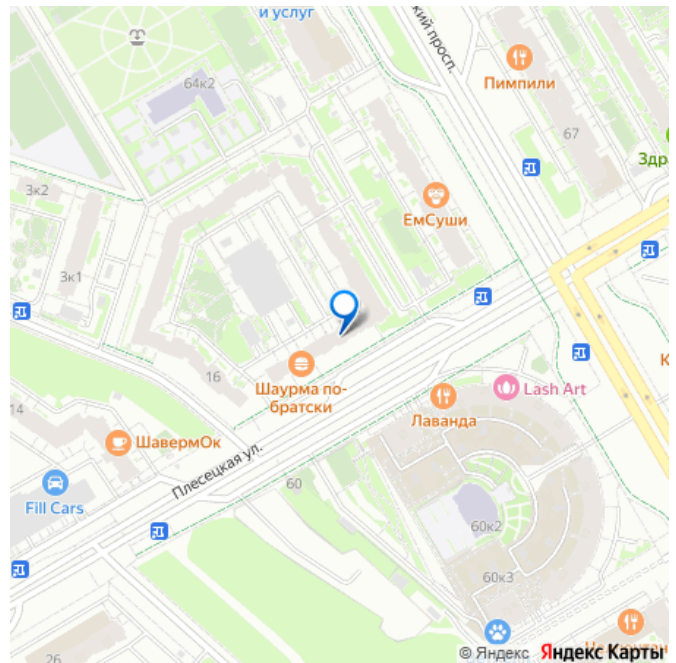 и услуг
кий просп.
Пимпили
64к2
67
Здра
3к2
ЕмСуши
3к1
16
Шаурма по-
братски
Lash Art
Лаванда
14
ШавермОк
Плесецкая ул.
Fill Cars
60
60к2
60к3
26
© Яндекс Яндекс Карты